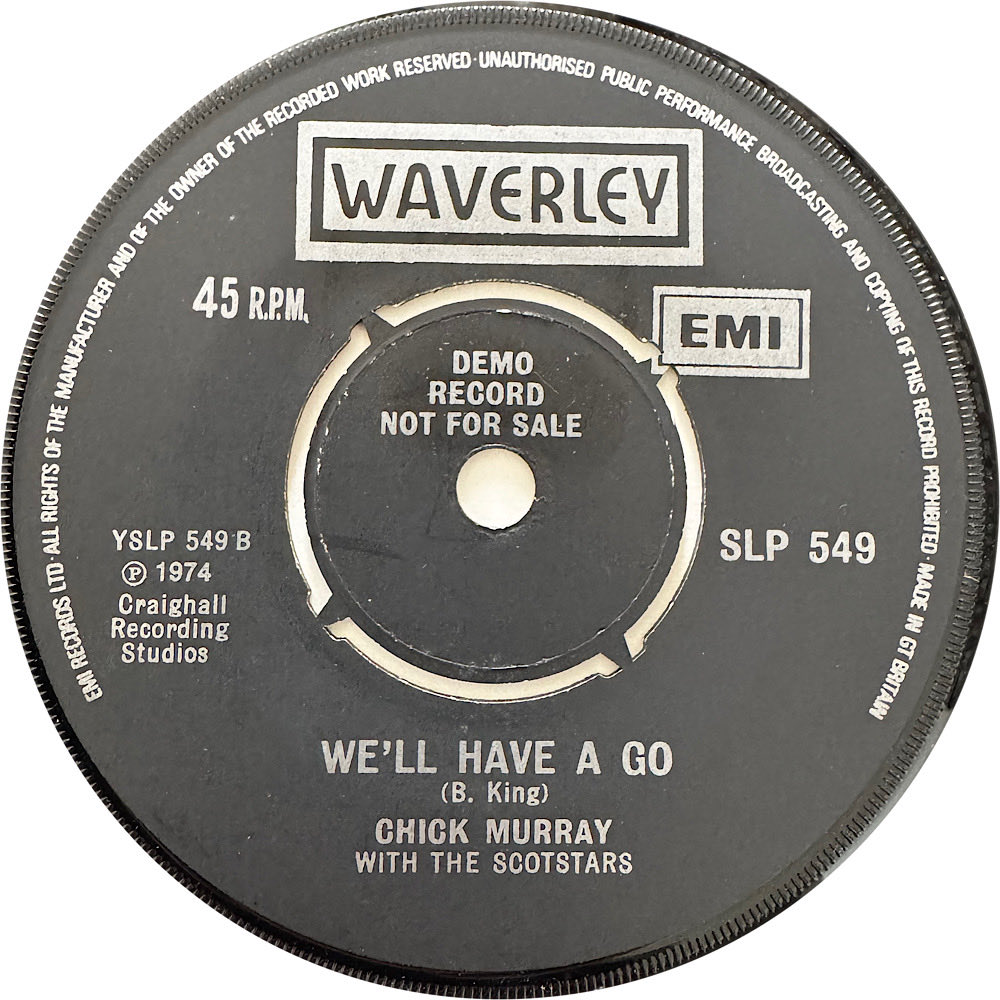 EMI RECORDS LTD · ALL RIGHTS OF THE MANUFACTURER AND OF THE OWNER OF THE RECORDED WORK RESERVED · UNAUTHORISED PUBLIC PERFORMANCE BROADCASTING AND COPYING OF THIS RECORD PROHIBITED · MADE IN GT BRITAIN
WAVERLEY
45 R.P.M.
EMI
DEMO
RECORD
NOT FOR SALE
YSLP 549 B
℗ 1974
Craighall
Recording
Studios
SLP 549
WE'LL HAVE A GO
(B. King)
CHICK MURRAY
WITH THE SCOTSTARS